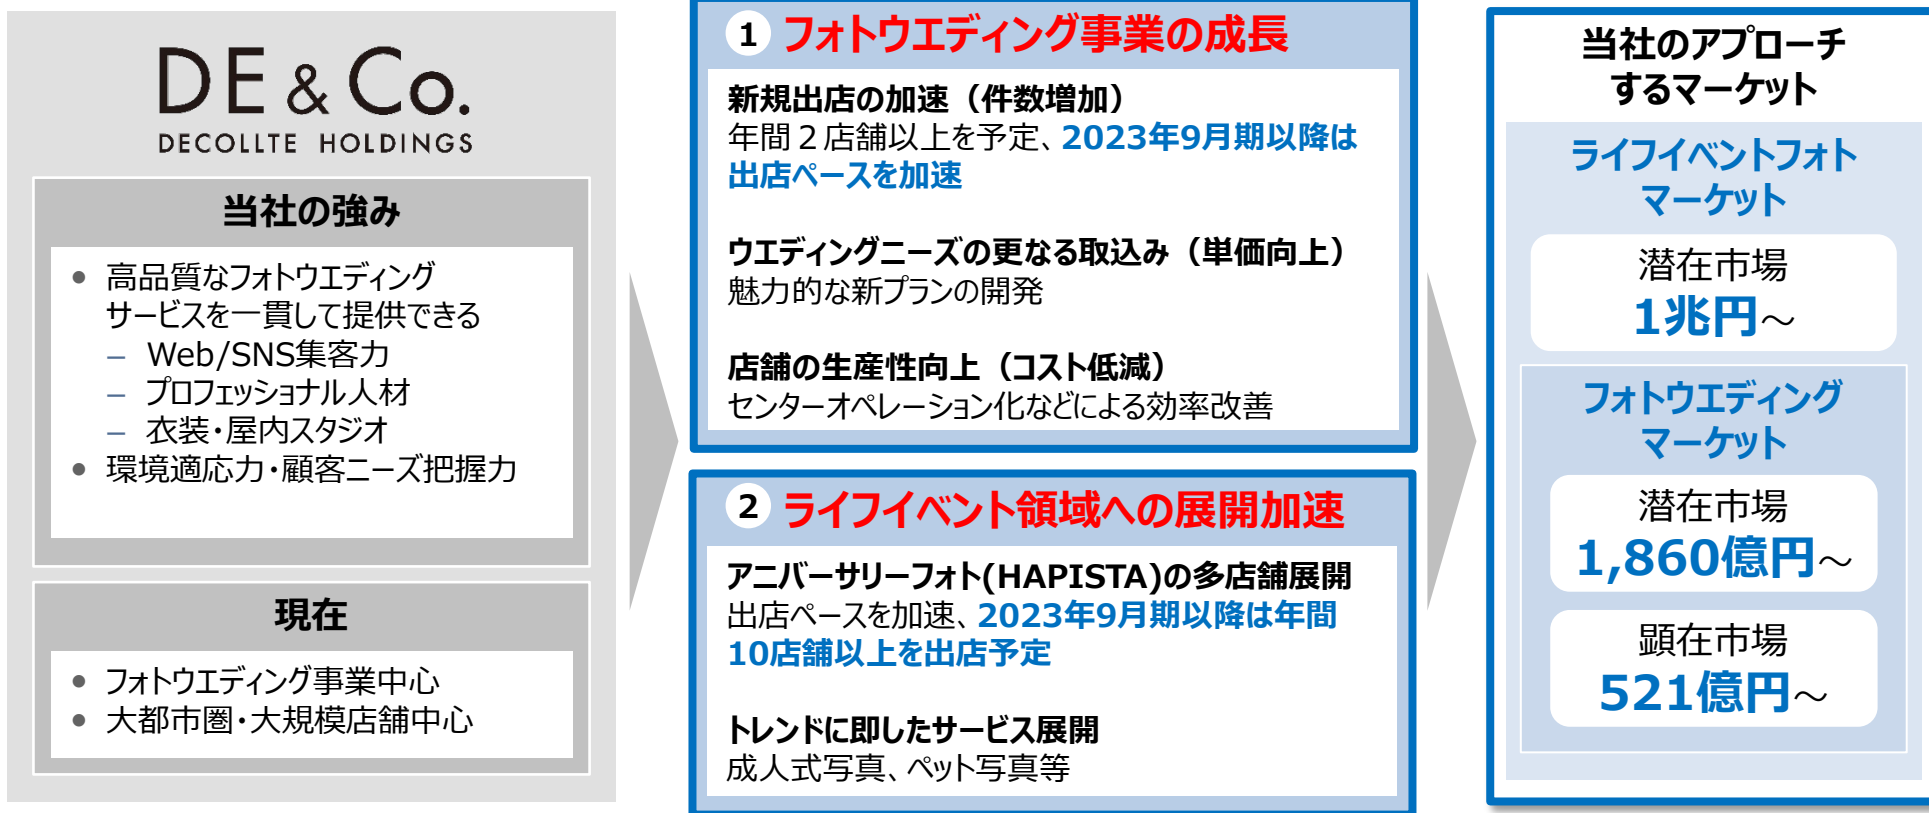 DE & Co.
DECOLLTE HOLDINGS
当社の強み
● 高品質なフォトウエディング
サービスを一貫して提供できる
– Web/SNS集客力
– プロフェッショナル人材
– 衣装・屋内スタジオ
● 環境適応力・顧客ニーズ把握力
現在
● フォトウエディング事業中心
● 大都市圏・大規模店舗中心
1 フォトウエディング事業の成長
新規出店の加速（件数増加）
年間２店舗以上を予定、2023年9月期以降は
出店ペースを加速
ウエディングニーズの更なる取込み（単価向上）
魅力的な新プランの開発
店舗の生産性向上（コスト低減）
センターオペレーション化などによる効率改善
2 ライフイベント領域への展開加速
アニバーサリーフォト(HAPISTA)の多店舗展開
出店ペースを加速、2023年9月期以降は年間
10店舗以上を出店予定
トレンドに即したサービス展開
成人式写真、ペット写真等
当社のアプローチ
するマーケット
ライフイベントフォト
マーケット
潜在市場
1兆円～
フォトウエディング
マーケット
潜在市場
1,860億円～
顕在市場
521億円～